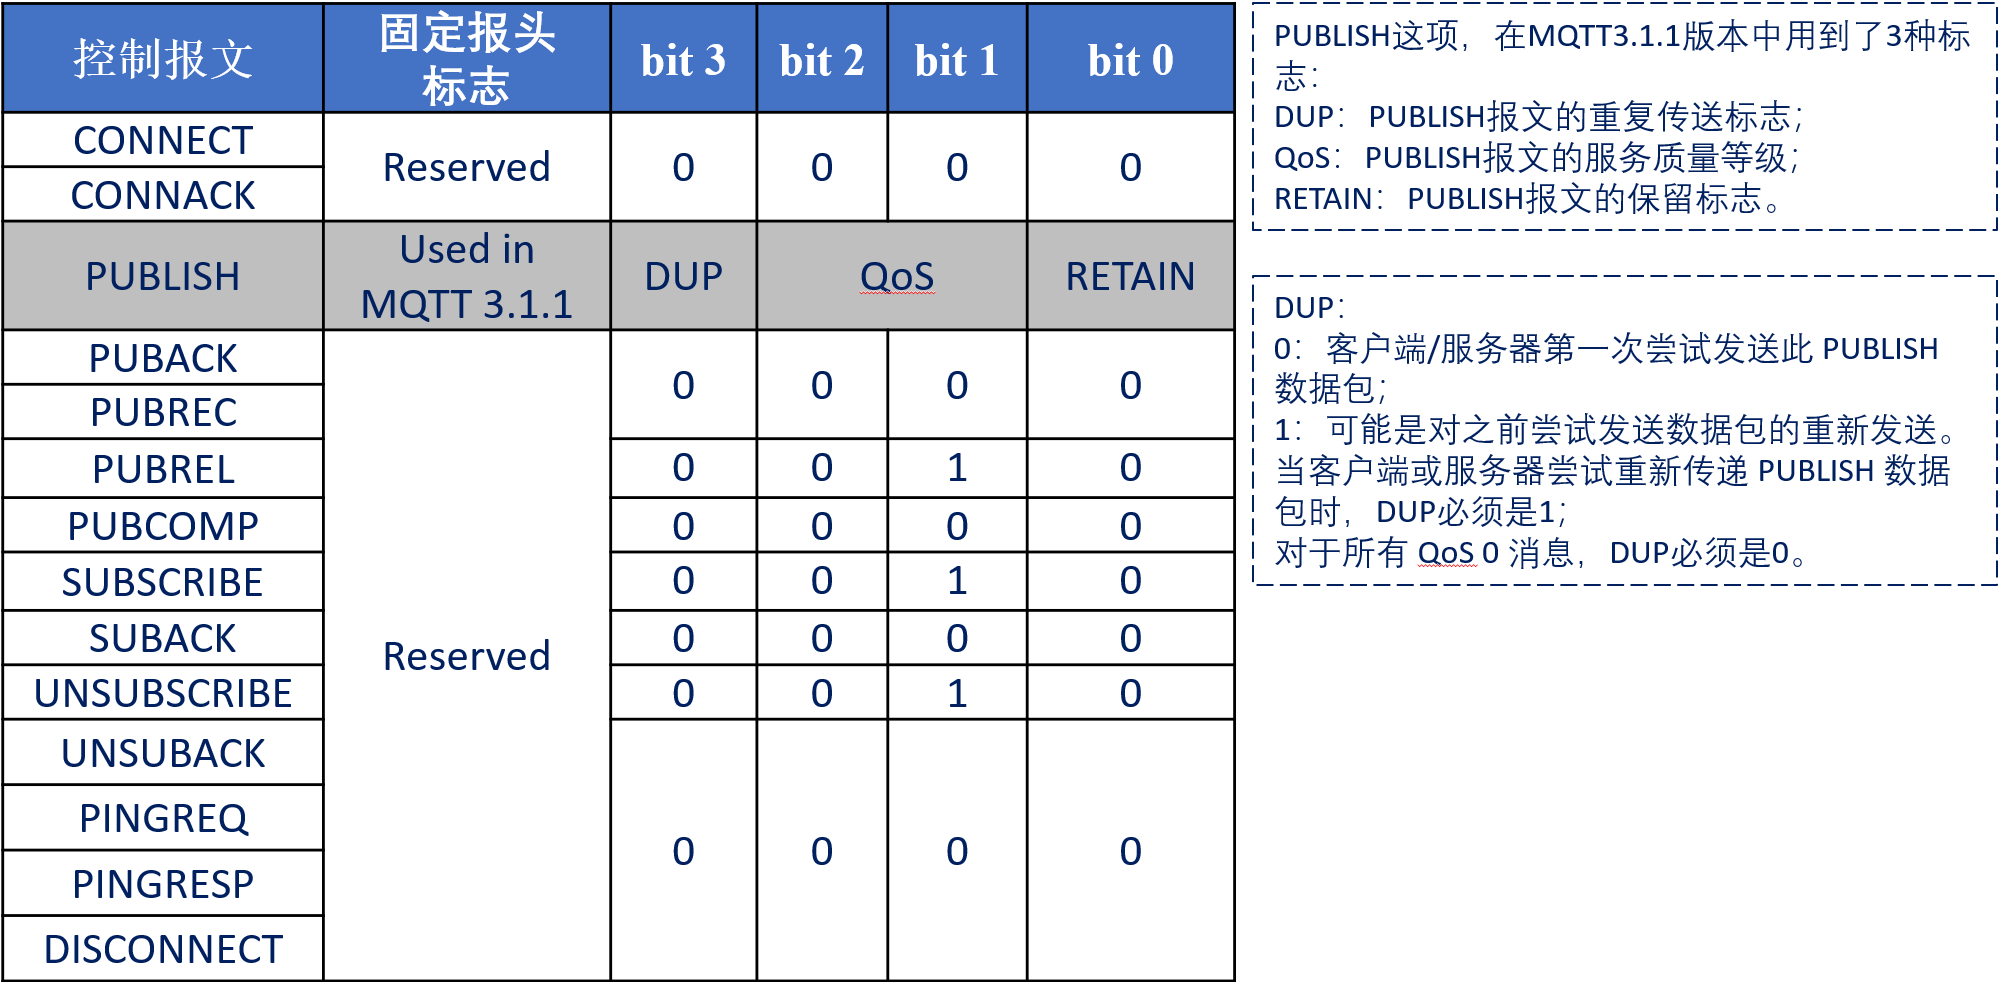 控制报文 固定报头标志 bit 3 bit 2 bit 1 bit 0
CONNECT Reserved 0 0 0 0
CONNACK
PUBLISH Used in MQTT 3.1.1 DUP QoS RETAIN
PUBACK Reserved 0 0 0 0
PUBREC
PUBREL 0 0 1 0
PUBCOMP 0 0 0 0
SUBSCRIBE 0 0 1 0
SUBACK 0 0 0 0
UNSUBSCRIBE 0 0 1 0
UNSUBACK 0 0 0 0
PINGREQ
PINGRESP
DISCONNECT
PUBLISH这项，在MQTT3.1.1版本中用到了3种标
志：
DUP：PUBLISH报文的重复传送标志；
QoS：PUBLISH报文的服务质量等级；
RETAIN：PUBLISH报文的保留标志。
DUP：
0：客户端/服务器第一次尝试发送此 PUBLISH
数据包；
1：可能是对之前尝试发送数据包的重新发送。
当客户端或服务器尝试重新传递 PUBLISH 数据
包时，DUP必须是1；
对于所有 QoS 0 消息，DUP必须是0。